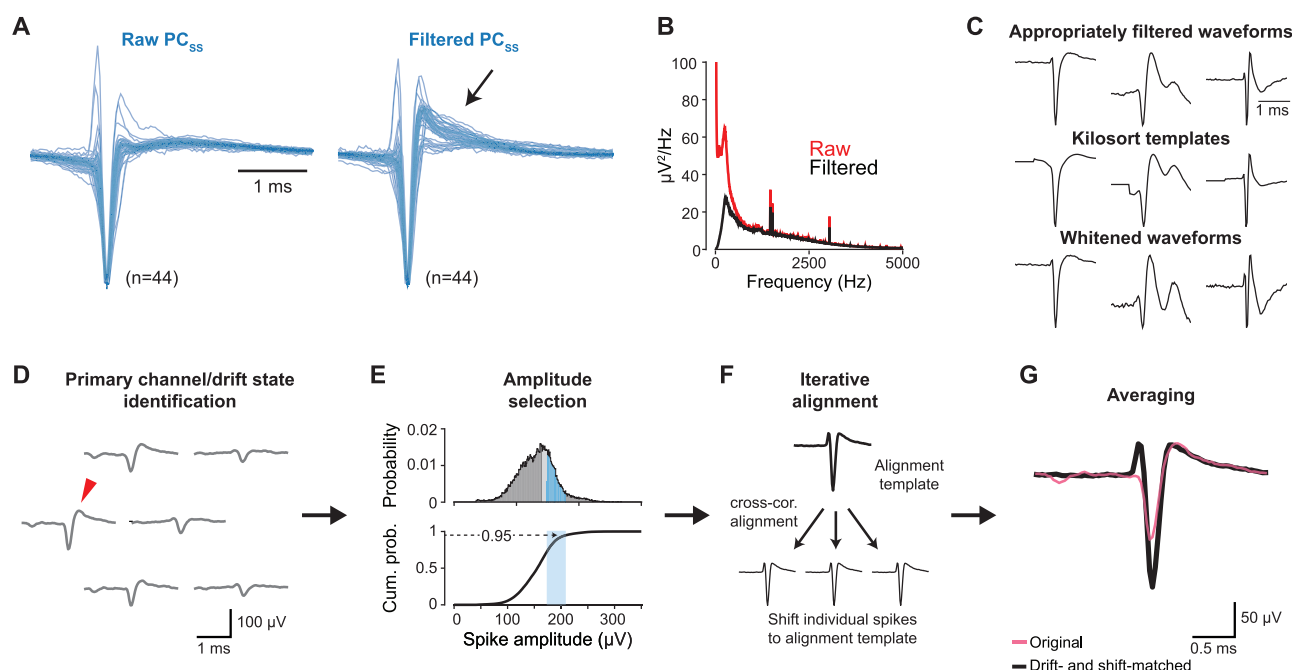 A
Raw PCSS
Filtered PCSS
1 ms
(n=44)
(n=44)
B
100
80
60
40
20
0
µV²/Hz
Raw
Filtered
0
2500
5000
Frequency (Hz)
C
Appropriately filtered waveforms
1 ms
Kilosort templates
Whitened waveforms
D
Primary channel/drift state
identification
100 µV
1 ms
E
Amplitude
selection
Probability
0.02
0.01
0
Cum. prob.
1
0.5
0
0.95
0
100
200
300
Spike amplitude (µV)
F
Iterative
alignment
Alignment
template
cross-cor.
alignment
Shift individual spikes
to alignment template
G
Averaging
50 µV
0.5 ms
Original
Drift- and shift-matched